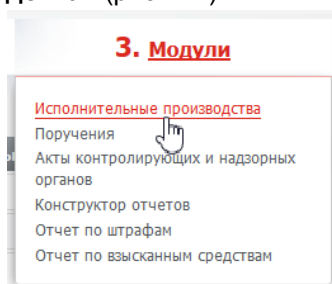 3. Модули
Исполнительные производства
Поручения
Акты контролирующих и надзорных
органов
Конструктор отчетов
Отчет по штрафам
Отчет по взысканным средствам